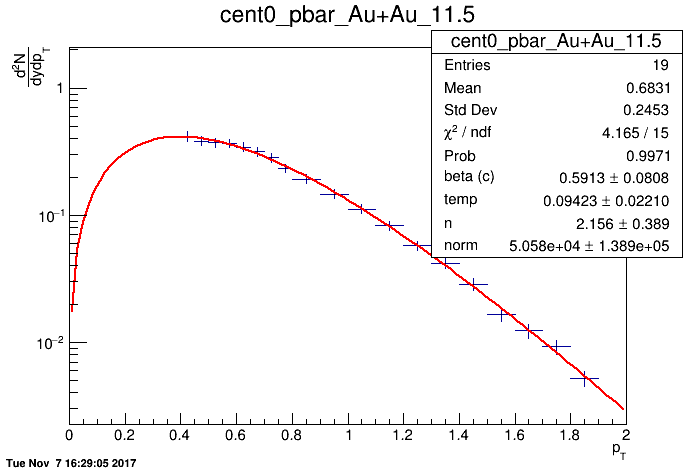 cent0_pbar_Au+Au_11.5
cent0_pbar_Au+Au_11.5
Entries 19
Mean 0.6831
Std Dev 0.2453
χ² / ndf 4.165 / 15
Prob 0.9971
beta (c) 0.5913 ± 0.0808
temp 0.09423 ± 0.02210
n 2.156 ± 0.389
norm 5.058e+04 ± 1.389e+05
d²N
dydp_T
1
10⁻¹
10⁻²
0 0.2 0.4 0.6 0.8 1 1.2 1.4 1.6 1.8 2
p_T
Tue Nov 7 16:29:05 2017